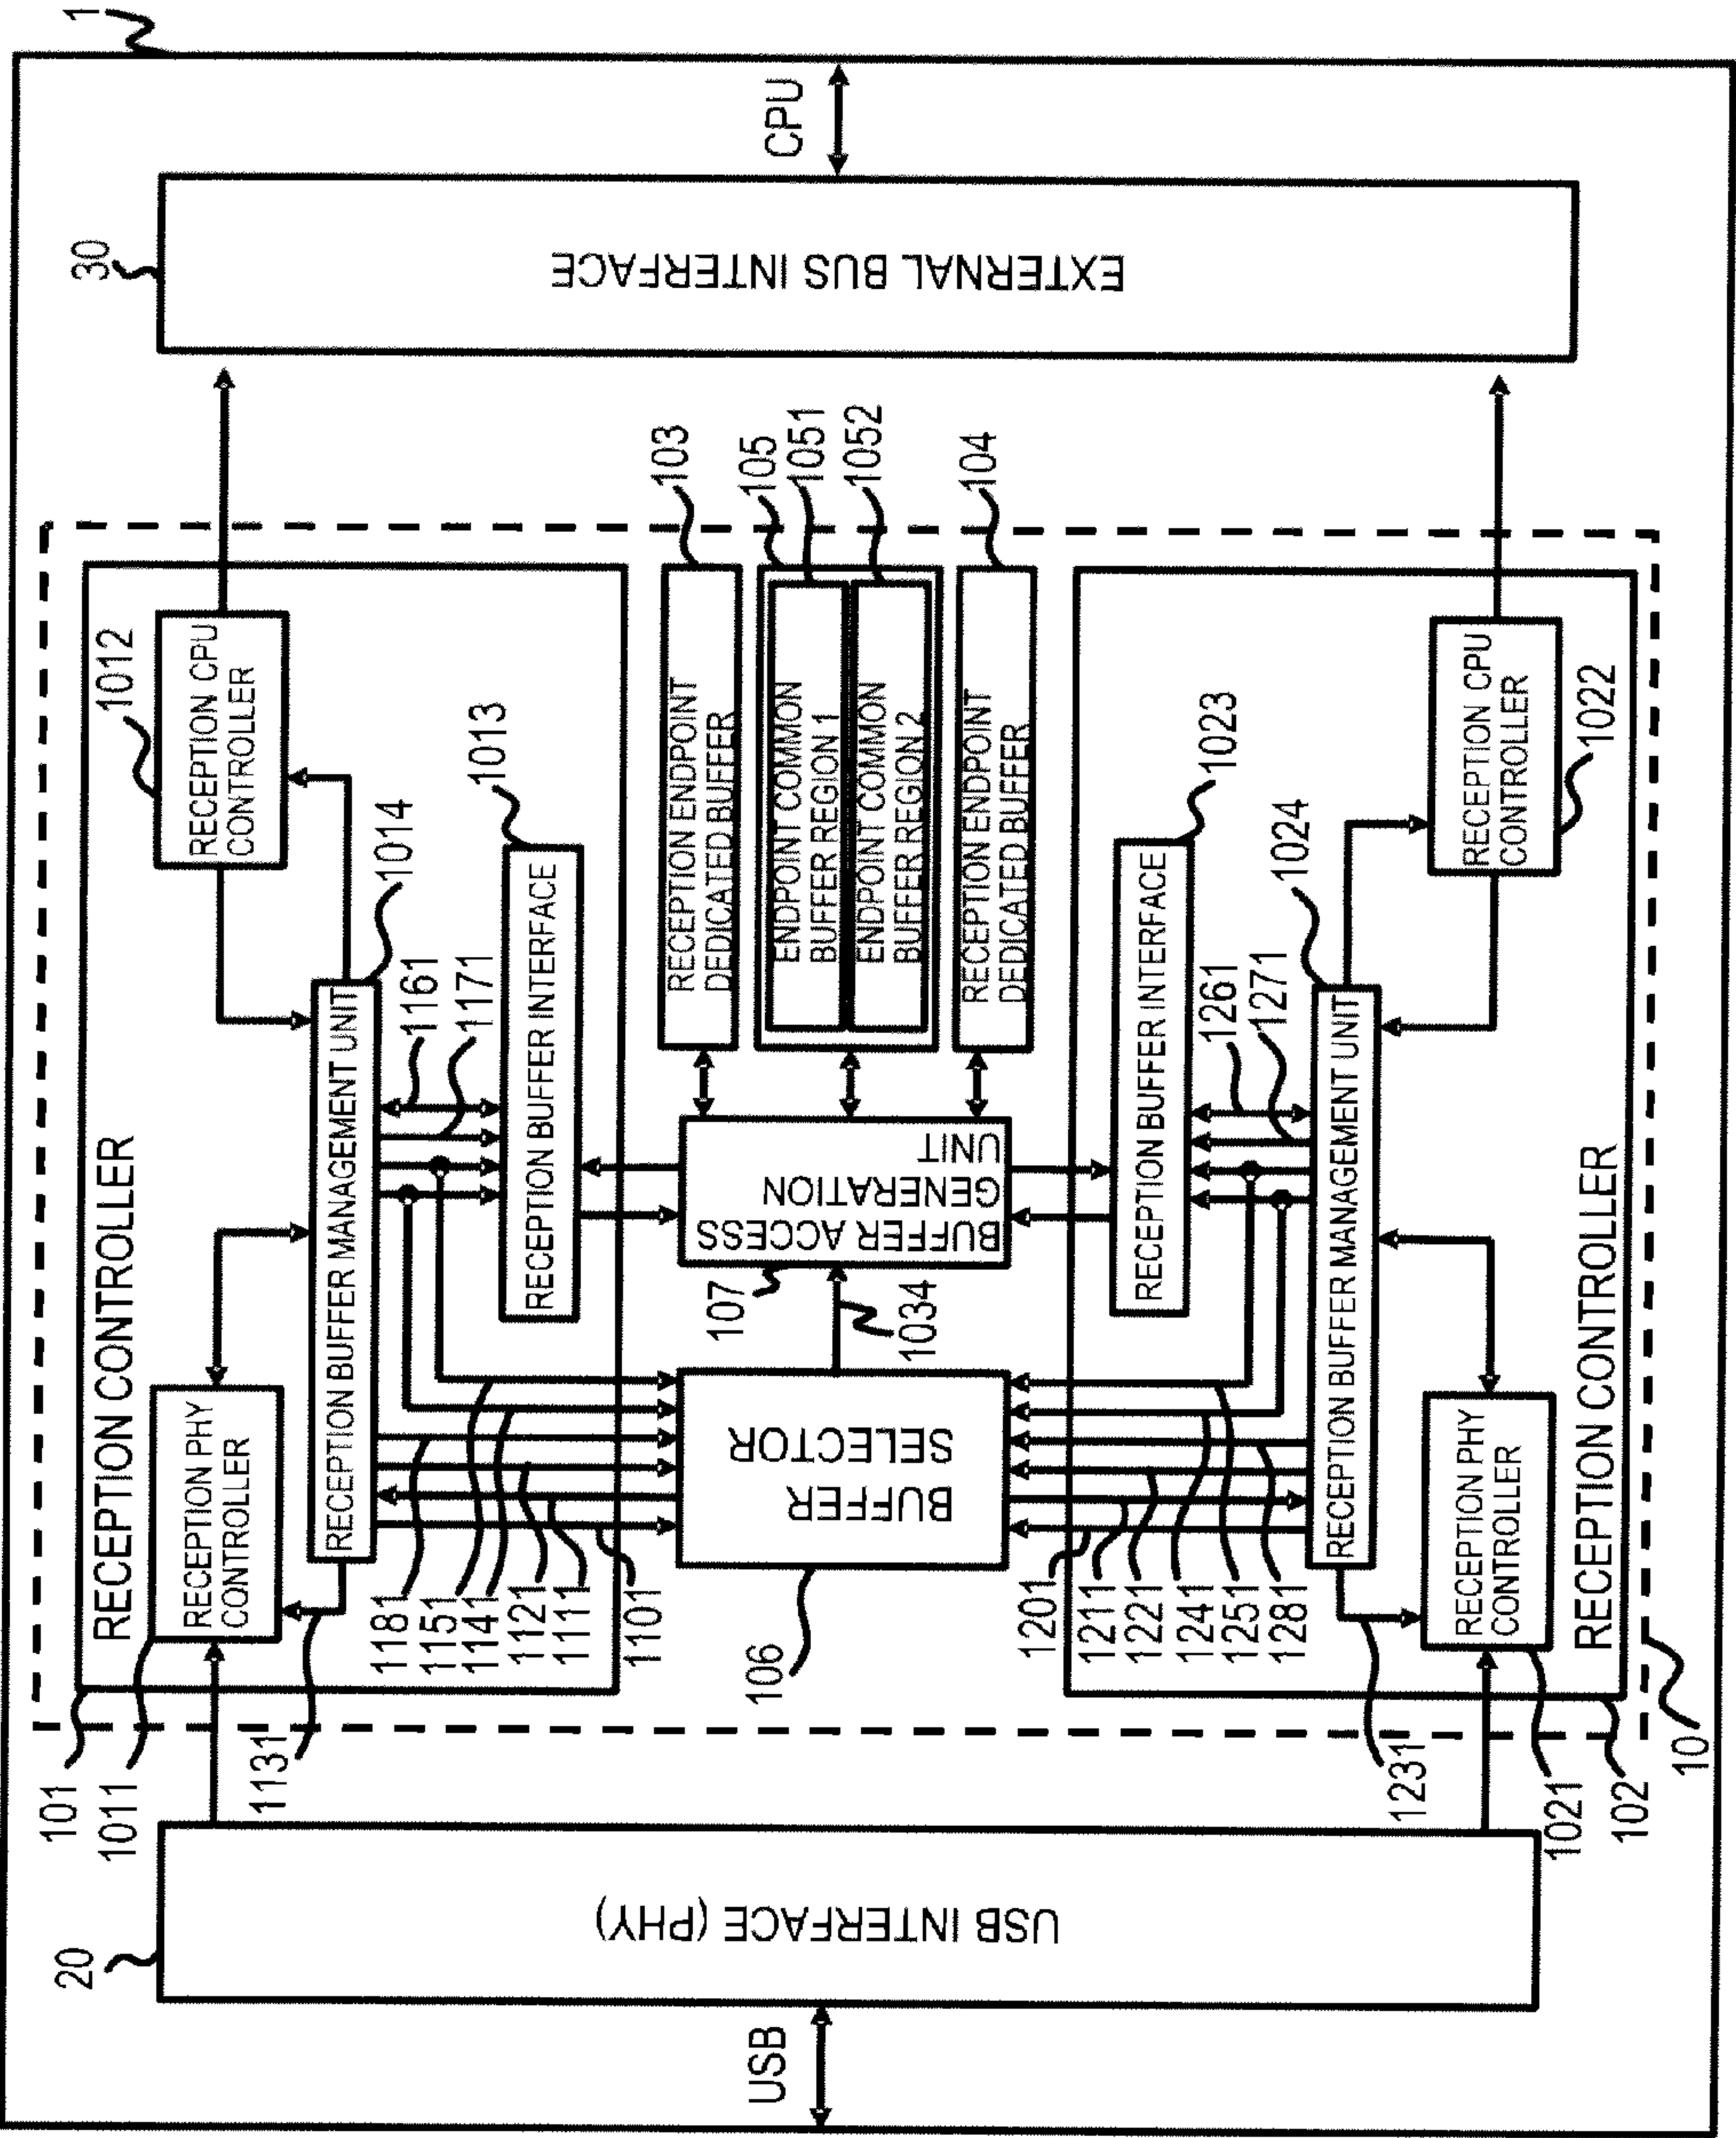 1
USB
20
USB INTERFACE (PHY)
101
1011
1131
RECEPTION CONTROLLER
RECEPTION PHY
CONTROLLER
1012
RECEPTION CPU
CONTROLLER
RECEPTION BUFFER MANAGEMENT UNIT
1014
1161
1171
1181
1151
1141
1121
1111
1101
RECEPTION BUFFER INTERFACE
1013
106
BUFFER
SELECTOR
1034
107
BUFFER ACCESS
GENERATION
UNIT
RECEPTION ENDPOINT
DEDICATED BUFFER
103
ENDPOINT COMMON
BUFFER REGION 1
105
1051
ENDPOINT COMMON
BUFFER REGION 2
1052
RECEPTION ENDPOINT
DEDICATED BUFFER
104
1201
1211
1221
1241
1251
1281
RECEPTION BUFFER INTERFACE
1023
1261
1271
RECEPTION BUFFER MANAGEMENT UNIT
1024
1231
RECEPTION PHY
CONTROLLER
1021
RECEPTION CPU
CONTROLLER
1022
RECEPTION CONTROLLER
102
10
30
EXTERNAL BUS INTERFACE
CPU